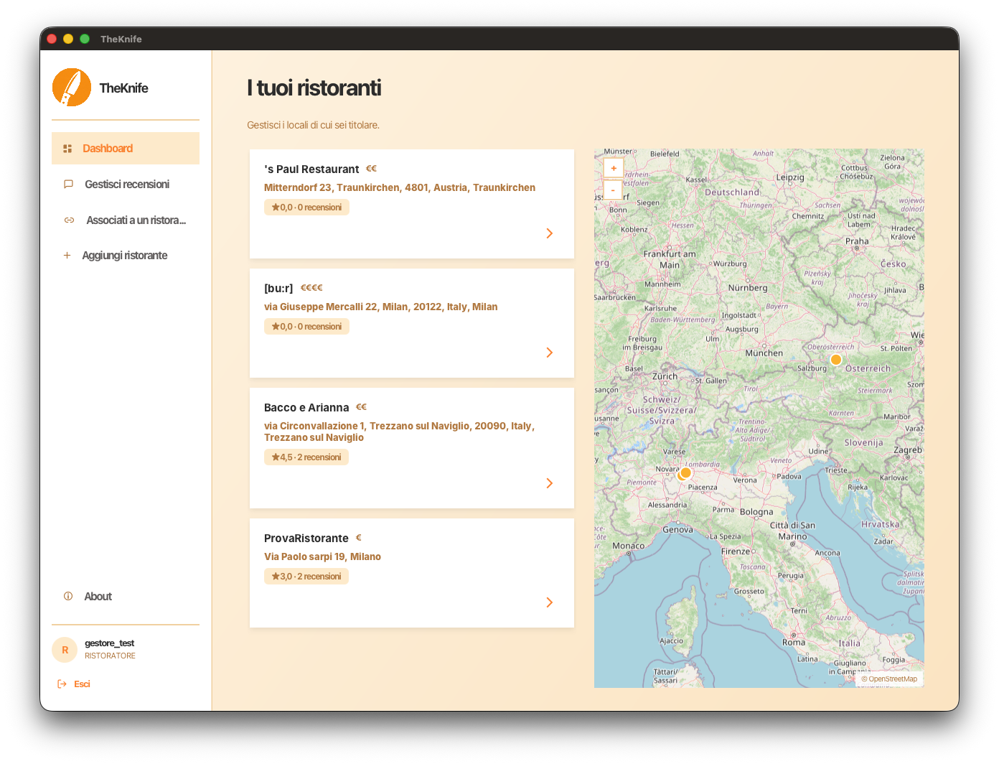 TheKnife
TheKnife
Dashboard
Gestisci recensioni
Associati a un ristora...
Aggiungi ristorante
About
R
gestore_test
RISTORATORE
Esci
I tuoi ristoranti
Gestisci i locali di cui sei titolare.
's Paul Restaurant €€
Mitterndorf 23, Traunkirchen, 4801, Austria, Traunkirchen
★0,0 · 0 recensioni
[bu:r] €€€€
via Giuseppe Mercalli 22, Milan, 20122, Italy, Milan
★0,0 · 0 recensioni
Bacco e Arianna €€
via Circonvallazione 1, Trezzano sul Naviglio, 20090, Italy,
Trezzano sul Naviglio
★4,5 · 2 recensioni
ProvaRistorante €
Via Paolo sarpi 19, Milano
★3,0 · 2 recensioni
+
-
Münster
Bielefeld
Anhalt
Cottbus -
Chóśebuz
Zielona
Góra
Kassel
Leipzig
Deutschland
Siegen
Bonn
Thüringen
Sachsen
Chemnitz
Ústí nad
Labem
Hradec
Králové
Koblenz
Hessen
Praha
Frankfurt am
Main
Würzburg
Česko
Plzeňský
kraj
Mannheim
Nürnberg
Jihlava
Saarbrücken
Jihočeský
kraj
Karlsruhe
Bayern
Baden-Württemberg
Ingolstadt
Augsburg
Freiburg
im Breisgau
Ulm
München
Oberösterreich
St. Pölten
Basel
Salzburg
Österreich
Zürich
St. Gallen
Tirol
Steiermark
Schweiz/
Suisse/Svizzera/
Svizra
Kärnten
Maribor
Trentino-
Alto Adige/
Südtirol
Slovenija
Varese
Udine
Zagreb
Novara
Lombardia
Veneto
Trieste
Piemonte
Verona
Padova
Karlovac
Piacenza
Rijeka
Alessandria
Parma
Bologna
Genova
Città di San
Marino
Hrvatska
La Spezia
Zadar
Monaco
Firenze
Ancona
Toscana
Perugia
Grosseto
Terni
Abruzzo
Ajaccio
Roma
Italia
Latina
Giugliano
in Campania
Foggia
Tàttari/
Sassari
© OpenStreetMap